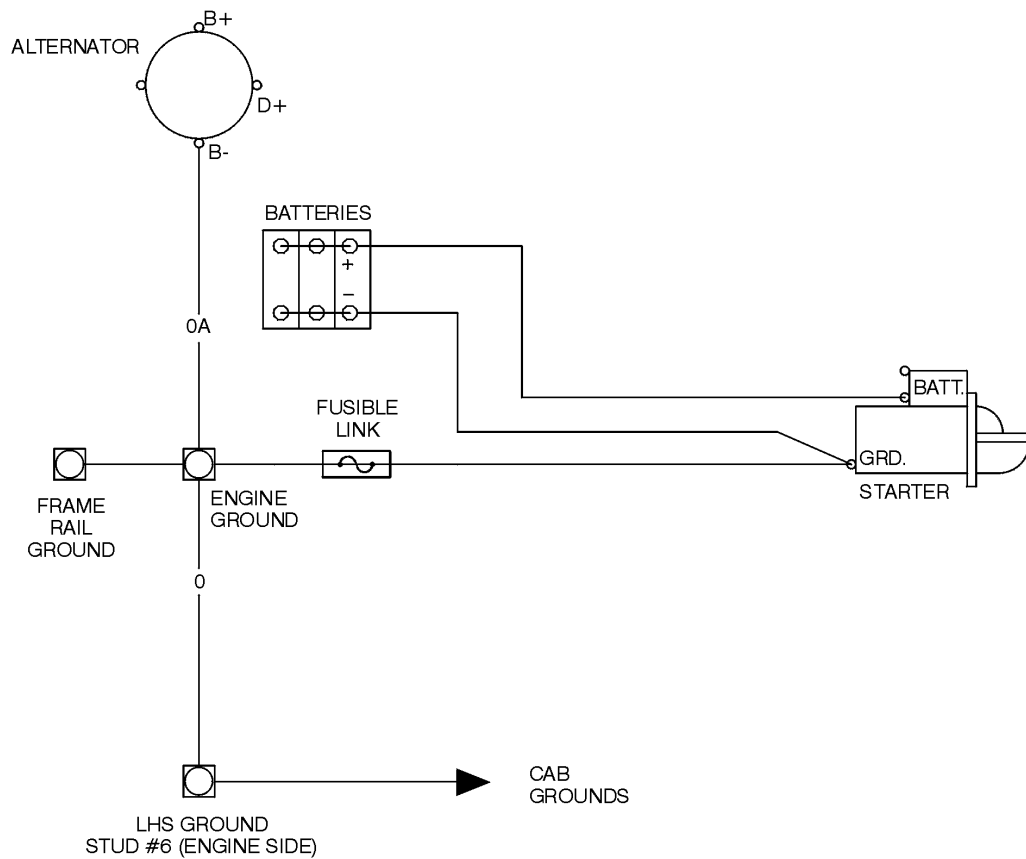 B+
ALTERNATOR
D+
B-
BATTERIES
+
–
0A
BATT.
FUSIBLE
LINK
GRD.
STARTER
ENGINE
GROUND
FRAME
RAIL
GROUND
0
CAB
GROUNDS
LHS GROUND
STUD #6 (ENGINE SIDE)